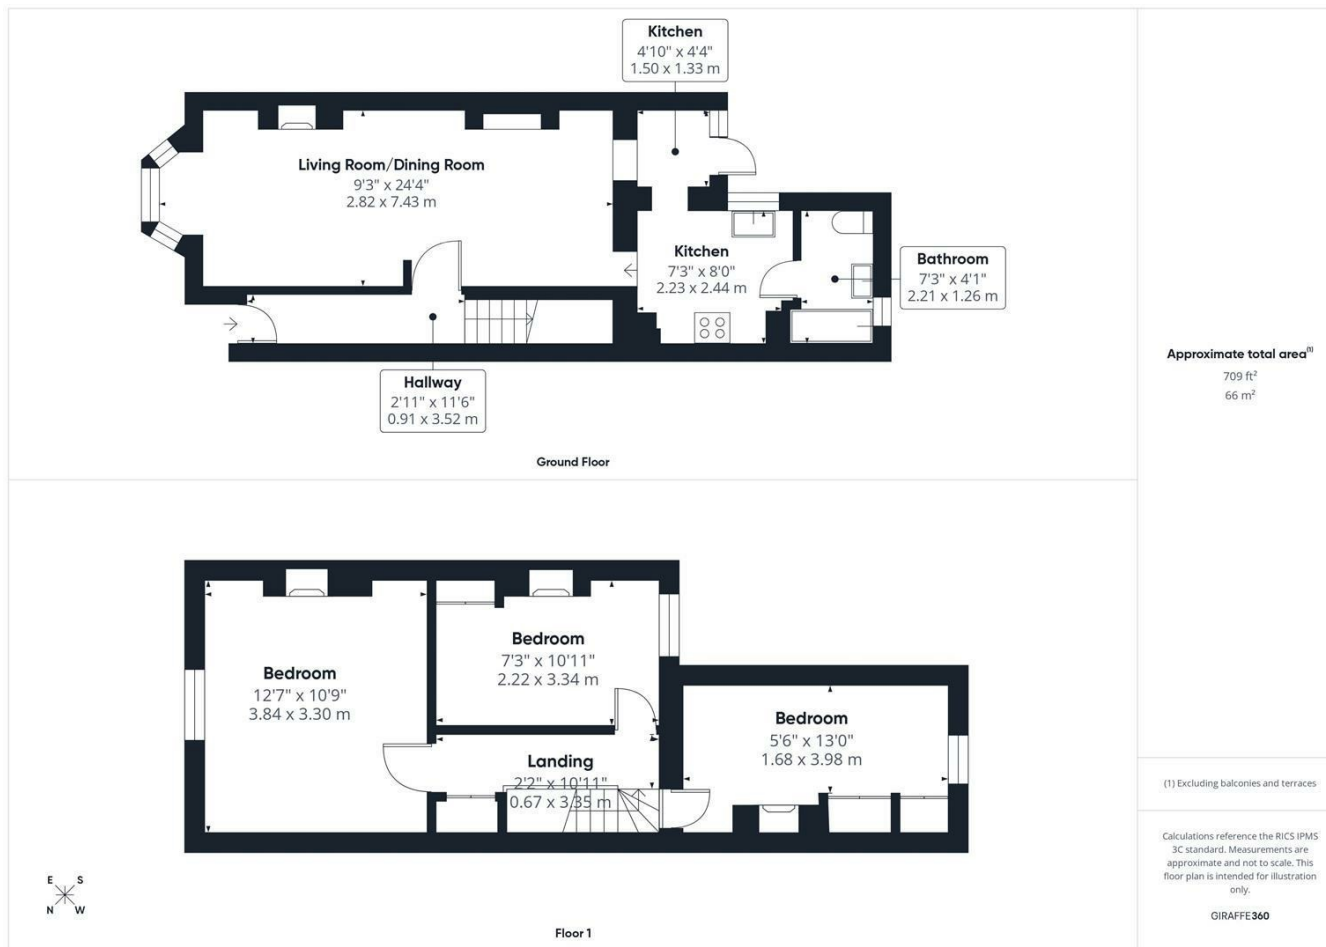 Kitchen
4'10" x 4'4"
1.50 x 1.33 m
Living Room/Dining Room
9'3" x 24'4"
2.82 x 7.43 m
Kitchen
7'3" x 8'0"
2.23 x 2.44 m
Bathroom
7'3" x 4'1"
2.21 x 1.26 m
Hallway
2'11" x 11'6"
0.91 x 3.52 m
Ground Floor
Approximate total area(1)
709 ft²
66 m²
Bedroom
12'7" x 10'9"
3.84 x 3.30 m
Bedroom
7'3" x 10'11"
2.22 x 3.34 m
Landing
2'2" x 10'11"
0.67 x 3.35 m
Bedroom
5'6" x 13'0"
1.68 x 3.98 m
E S
N W
Floor 1
(1) Excluding balconies and terraces
Calculations reference the RICS IPMS
3C standard. Measurements are
approximate and not to scale. This
floor plan is intended for illustration
only.
GIRAFFE360